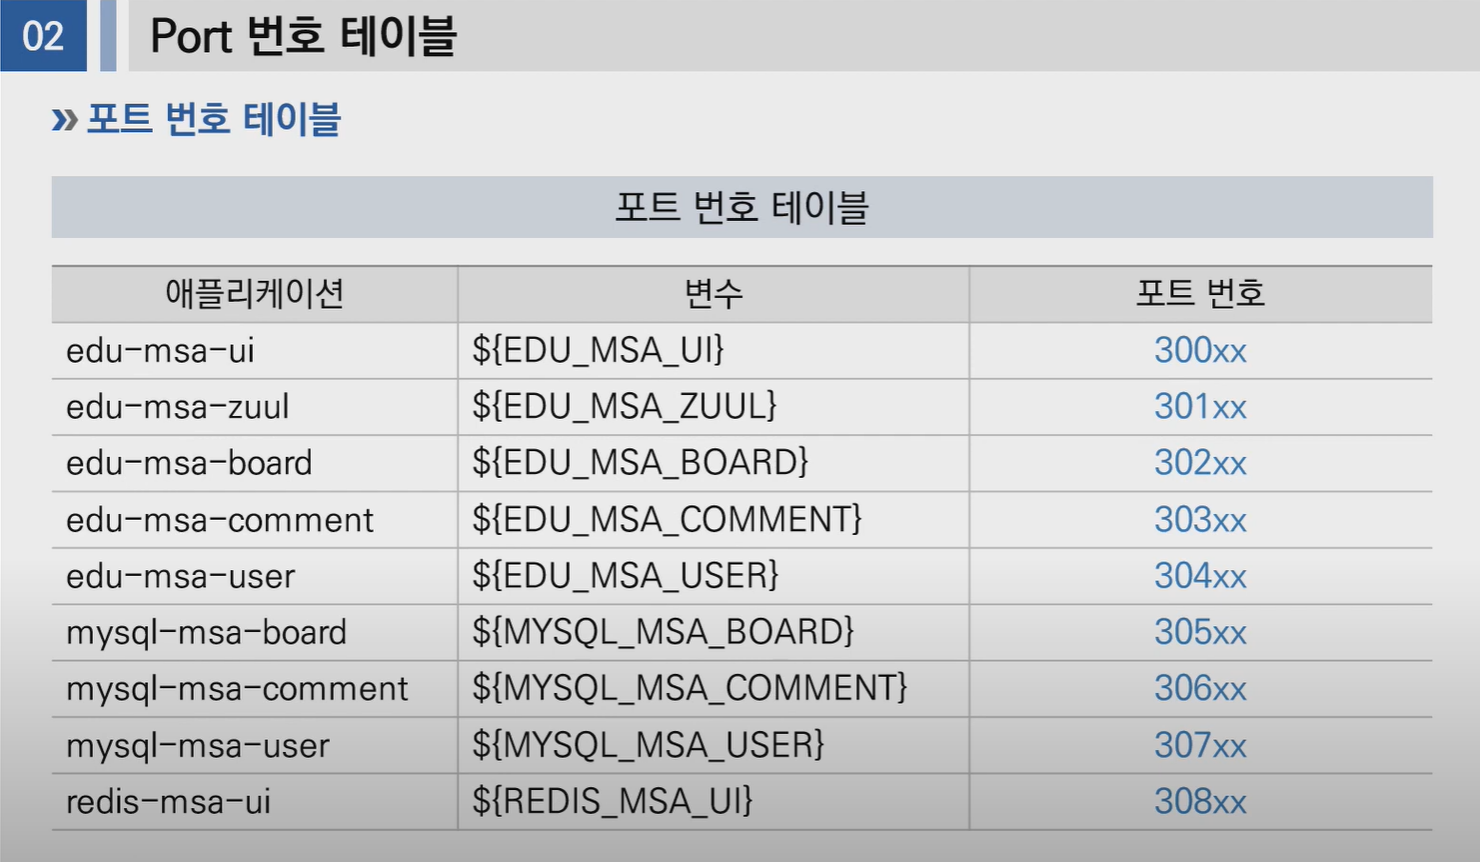 02 Port 번호 테이블
» 포트 번호 테이블
포트 번호 테이블
애플리케이션 변수 포트 번호
edu-msa-ui ${EDU_MSA_UI} 300xx
edu-msa-zuul ${EDU_MSA_ZUUL} 301xx
edu-msa-board ${EDU_MSA_BOARD} 302xx
edu-msa-comment ${EDU_MSA_COMMENT} 303xx
edu-msa-user ${EDU_MSA_USER} 304xx
mysql-msa-board ${MYSQL_MSA_BOARD} 305xx
mysql-msa-comment ${MYSQL_MSA_COMMENT} 306xx
mysql-msa-user ${MYSQL_MSA_USER} 307xx
redis-msa-ui ${REDIS_MSA_UI} 308xx